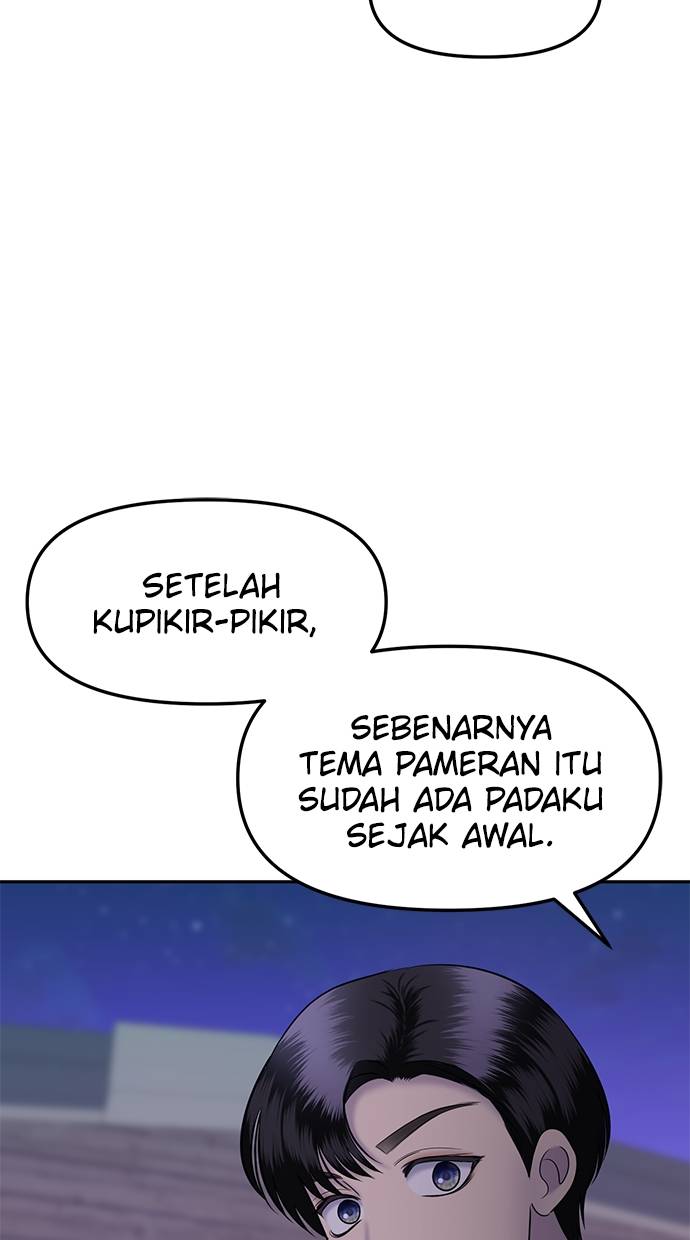 SETELAH
KUPIKIR-PIKIR,
SEBENARNYA
TEMA PAMERAN ITU
SUDAH ADA PADAKU
SEJAK AWAL.